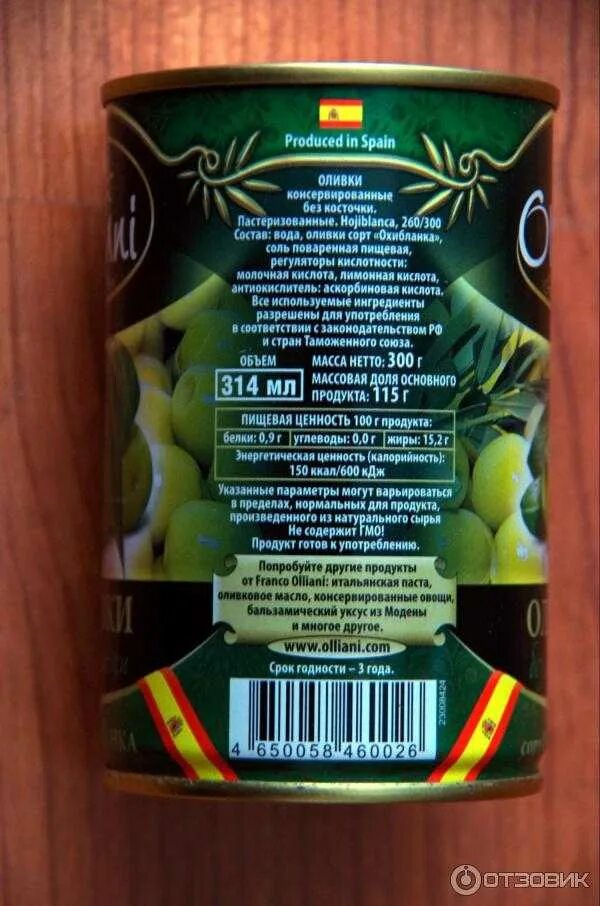 Produced in Spain
ОЛИВКИ
консервированные
без косточки.
Пастеризованные. Hojiblanca, 260/300
Состав: вода, оливки сорт «Охибланка»,
соль поваренная пищевая,
регуляторы кислотности:
молочная кислота, лимонная кислота,
антиокислитель: аскорбиновая кислота.
Все используемые ингредиенты
разрешены для употребления
в соответствии с законодательством РФ
и стран Таможенного союза.
ОБЪЕМ
314 мл
МАССА НЕТТО: 300 г
МАССОВАЯ ДОЛЯ ОСНОВНОГО
ПРОДУКТА: 115 г
ПИЩЕВАЯ ЦЕННОСТЬ 100 г продукта:
белки: 0,9 г углеводы: 0,0 г жиры: 15,2 г
Энергетическая ценность (калорийность):
150 ккал/600 кДж
Указанные параметры могут варьироваться
в пределах, нормальных для продукта,
произведенного из натурального сырья
Не содержит ГМО!
Продукт готов к употреблению.
Попробуйте другие продукты
от Franco Olliani: итальянская паста,
оливковое масло, консервированные овощи,
бальзамический уксус из Модены
и многое другое.
www.olliani.com
Срок годности – 3 года.
23008424
4 650058 460026
ОТЗОВИК